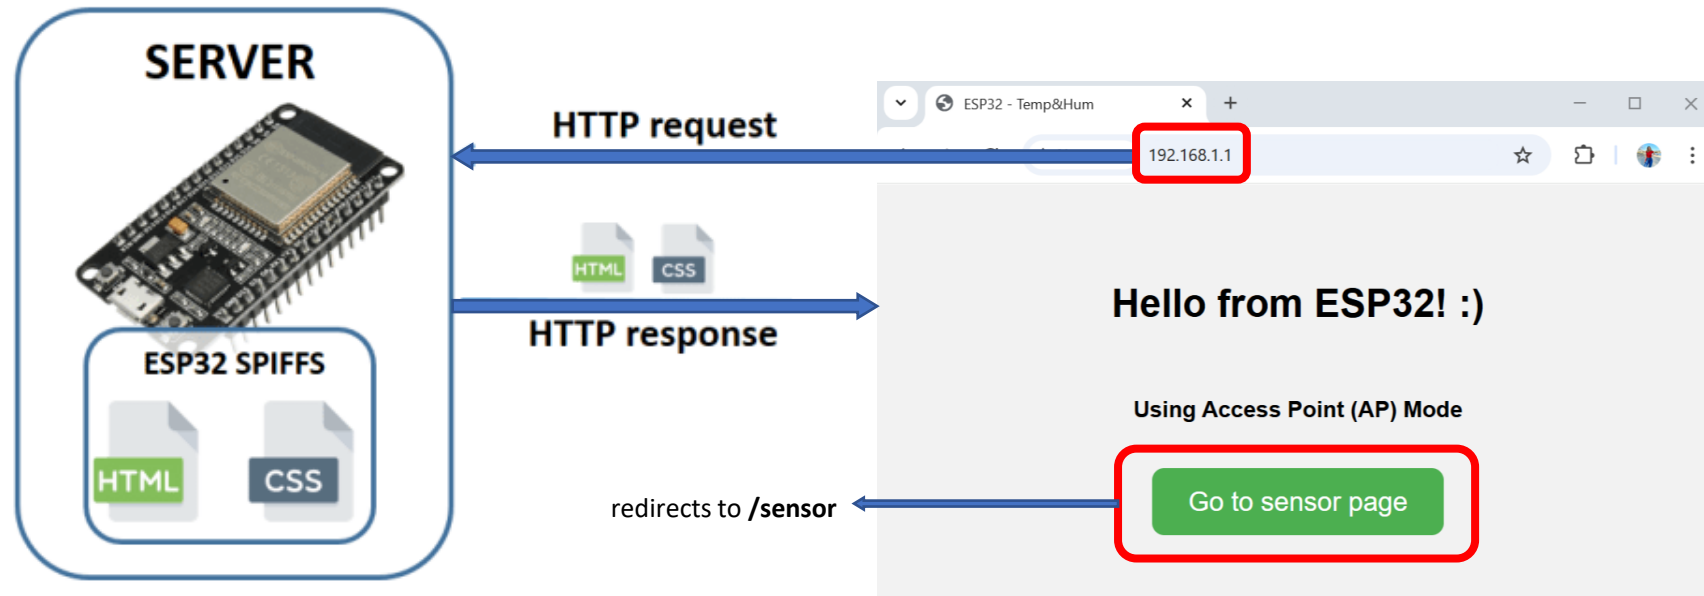 SERVER
ESP32 SPIFFS
HTML
CSS
HTTP request
HTML
CSS
HTTP response
redirects to /sensor
ESP32 - Temp&Hum
192.168.1.1
Hello from ESP32! :)
Using Access Point (AP) Mode
Go to sensor page